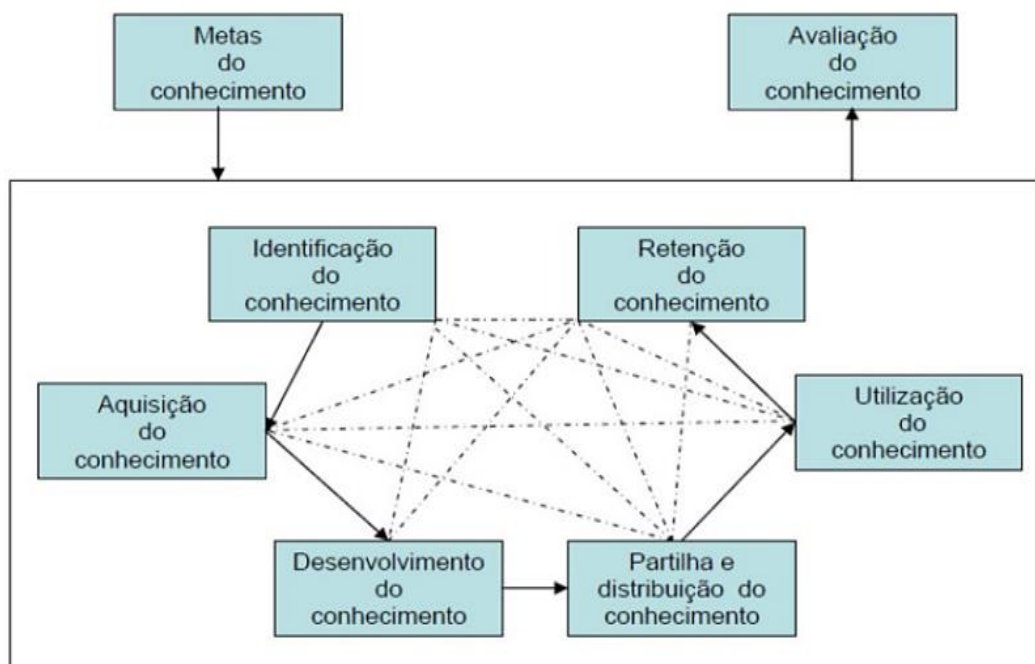 Metas
do
conhecimento
Avaliação
do
conhecimento
Identificação
do
conhecimento
Retenção
do
conhecimento
Aquisição
do
conhecimento
Utilização
do
conhecimento
Desenvolvimento
do
conhecimento
Partilha e
distribuição do
conhecimento